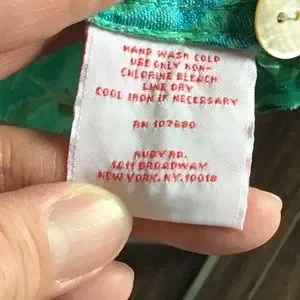 HAND WASH COLD
USE ONLY NON-
CHLORINE BLEACH
LINE DRY
COOL IRON IF NECESSARY
RN 107680
RUBY RD.
1411 BROADWAY
NEW YORK. NY. 10018